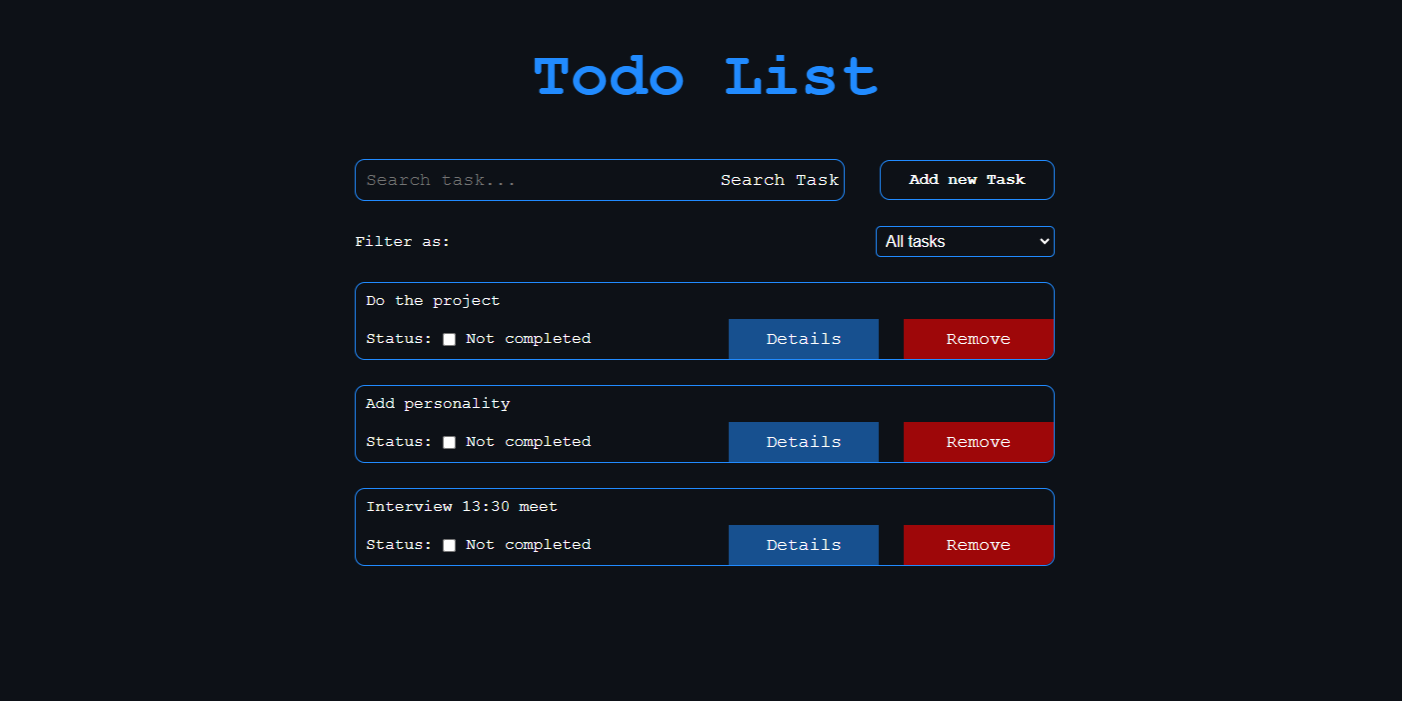 Todo List
Search task... Search Task Add new Task
Filter as: All tasks
Do the project
Status: Not completed Details Remove
Add personality
Status: Not completed Details Remove
Interview 13:30 meet
Status: Not completed Details Remove